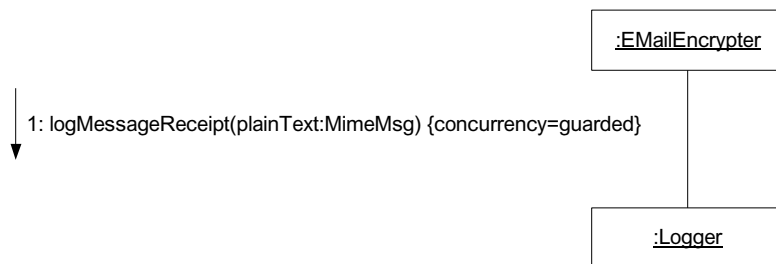 :EMailEncrypter
1: logMessageReceipt(plainText:MimeMsg) {concurrency=guarded}
:Logger